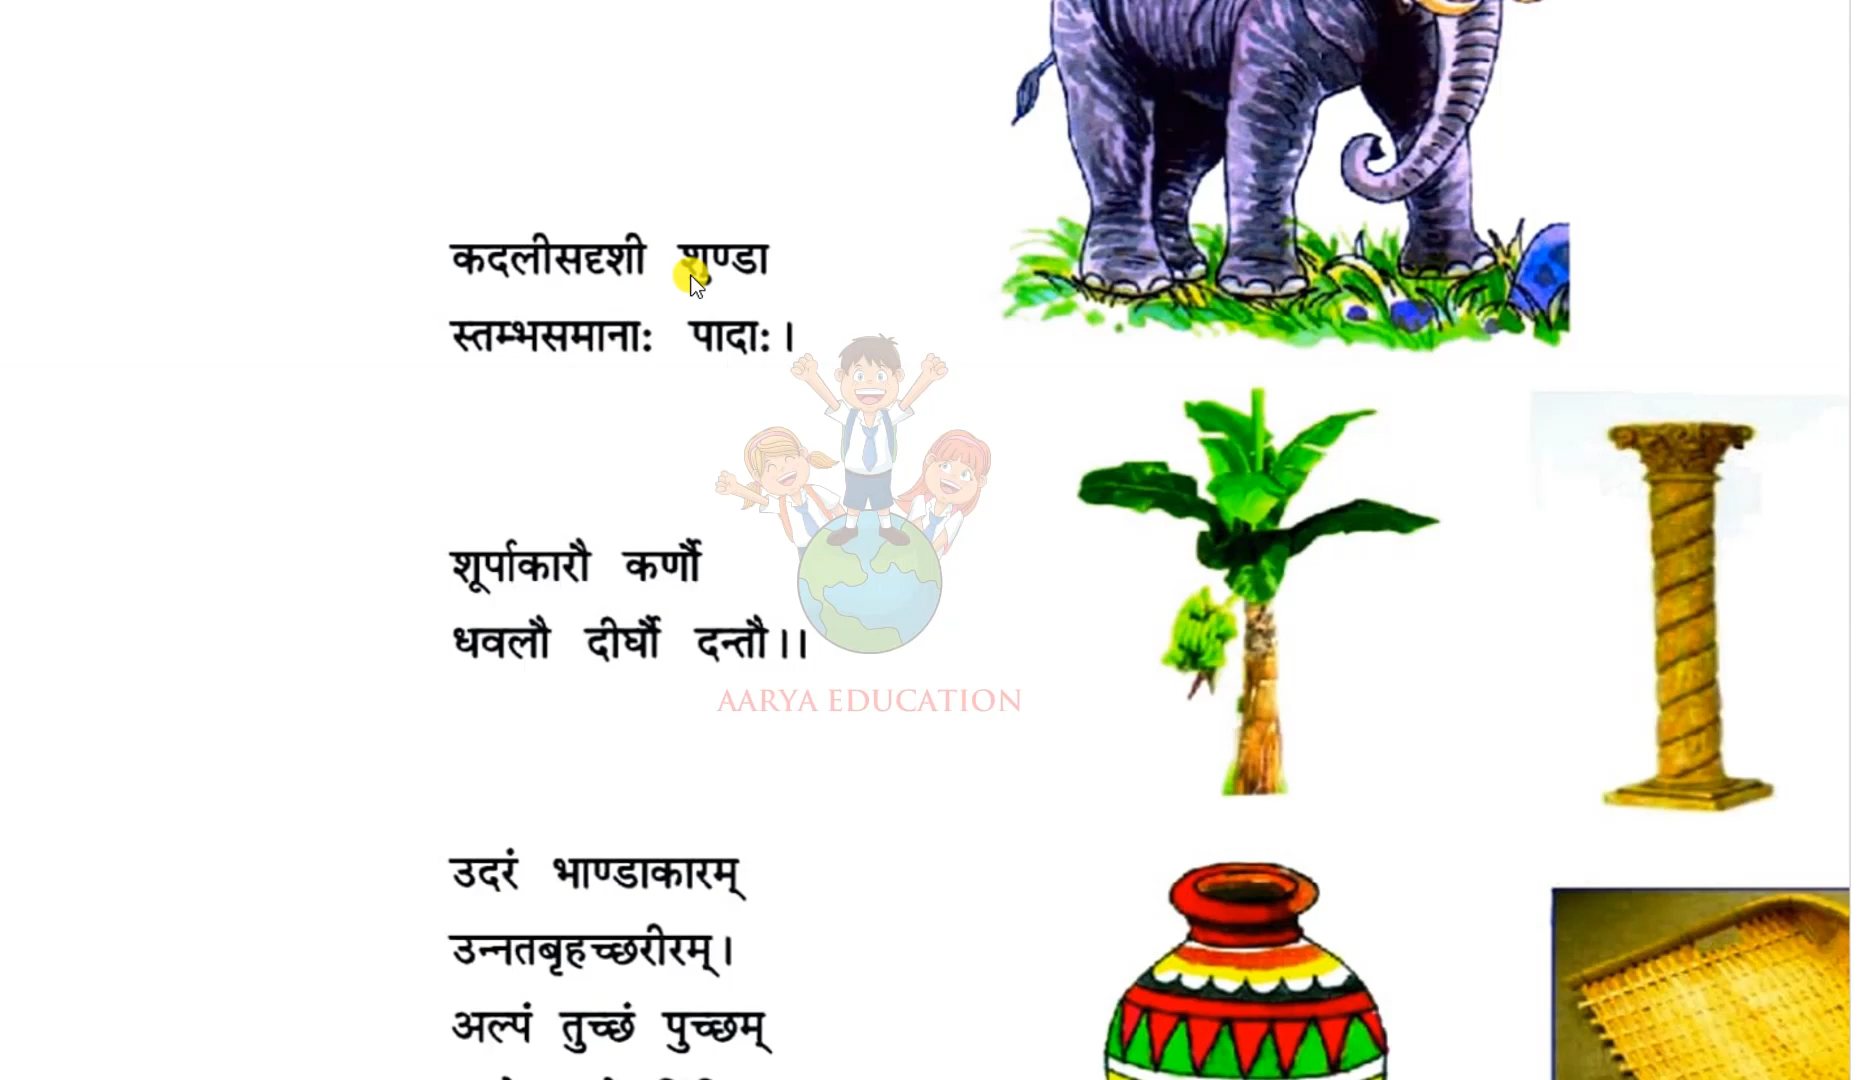 कदलीसदृशी शुण्डा
स्तम्भसमानाः पादाः।
शूर्पाकारौ कर्णौ
धवलौ दीर्घौ दन्तौ।।
AARYA EDUCATION
उदरं भाण्डाकारम्
उन्नतबृहच्छरीरम्।
अल्पं तुच्छं पुच्छम्